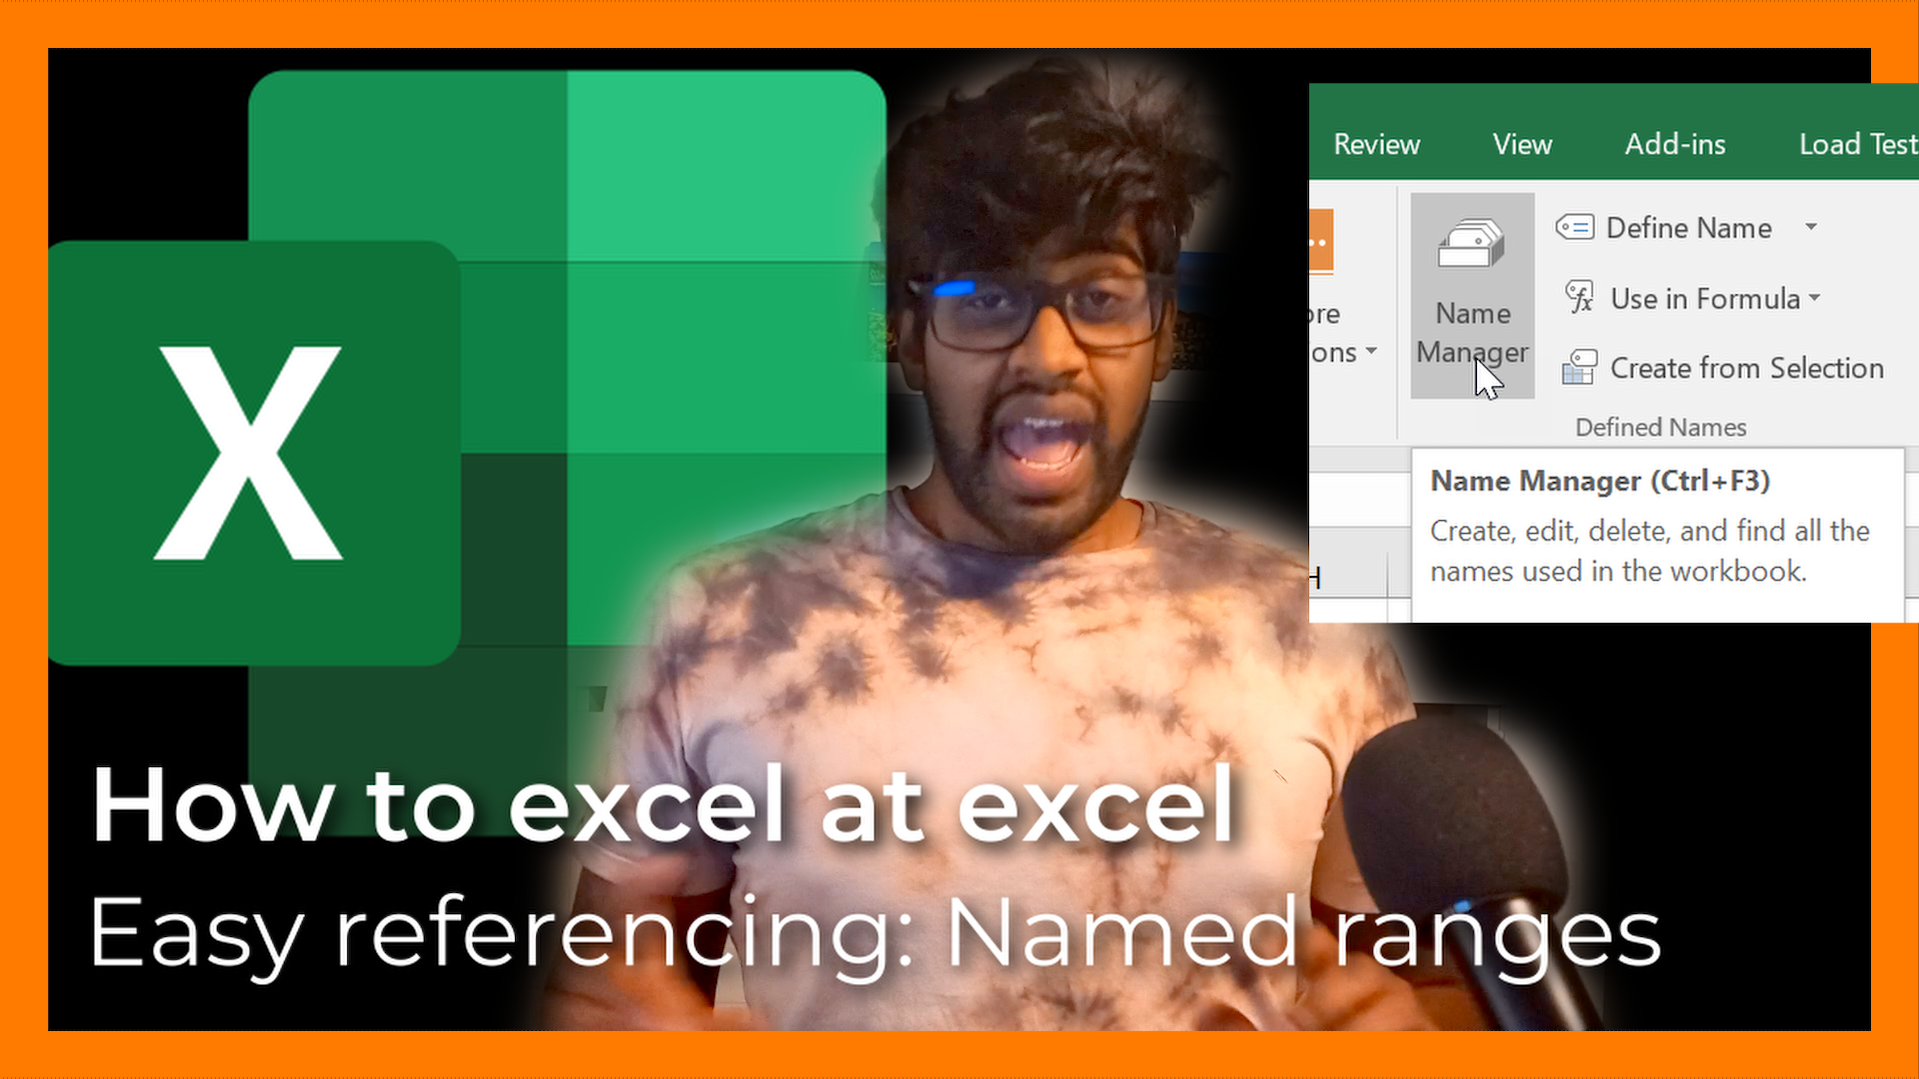 X
Review View Add-ins Load Test
Name
Manager
Define Name
Use in Formula
Create from Selection
Defined Names
Name Manager (Ctrl+F3)
Create, edit, delete, and find all the
names used in the workbook.
H
How to excel at excel
Easy referencing: Named ranges